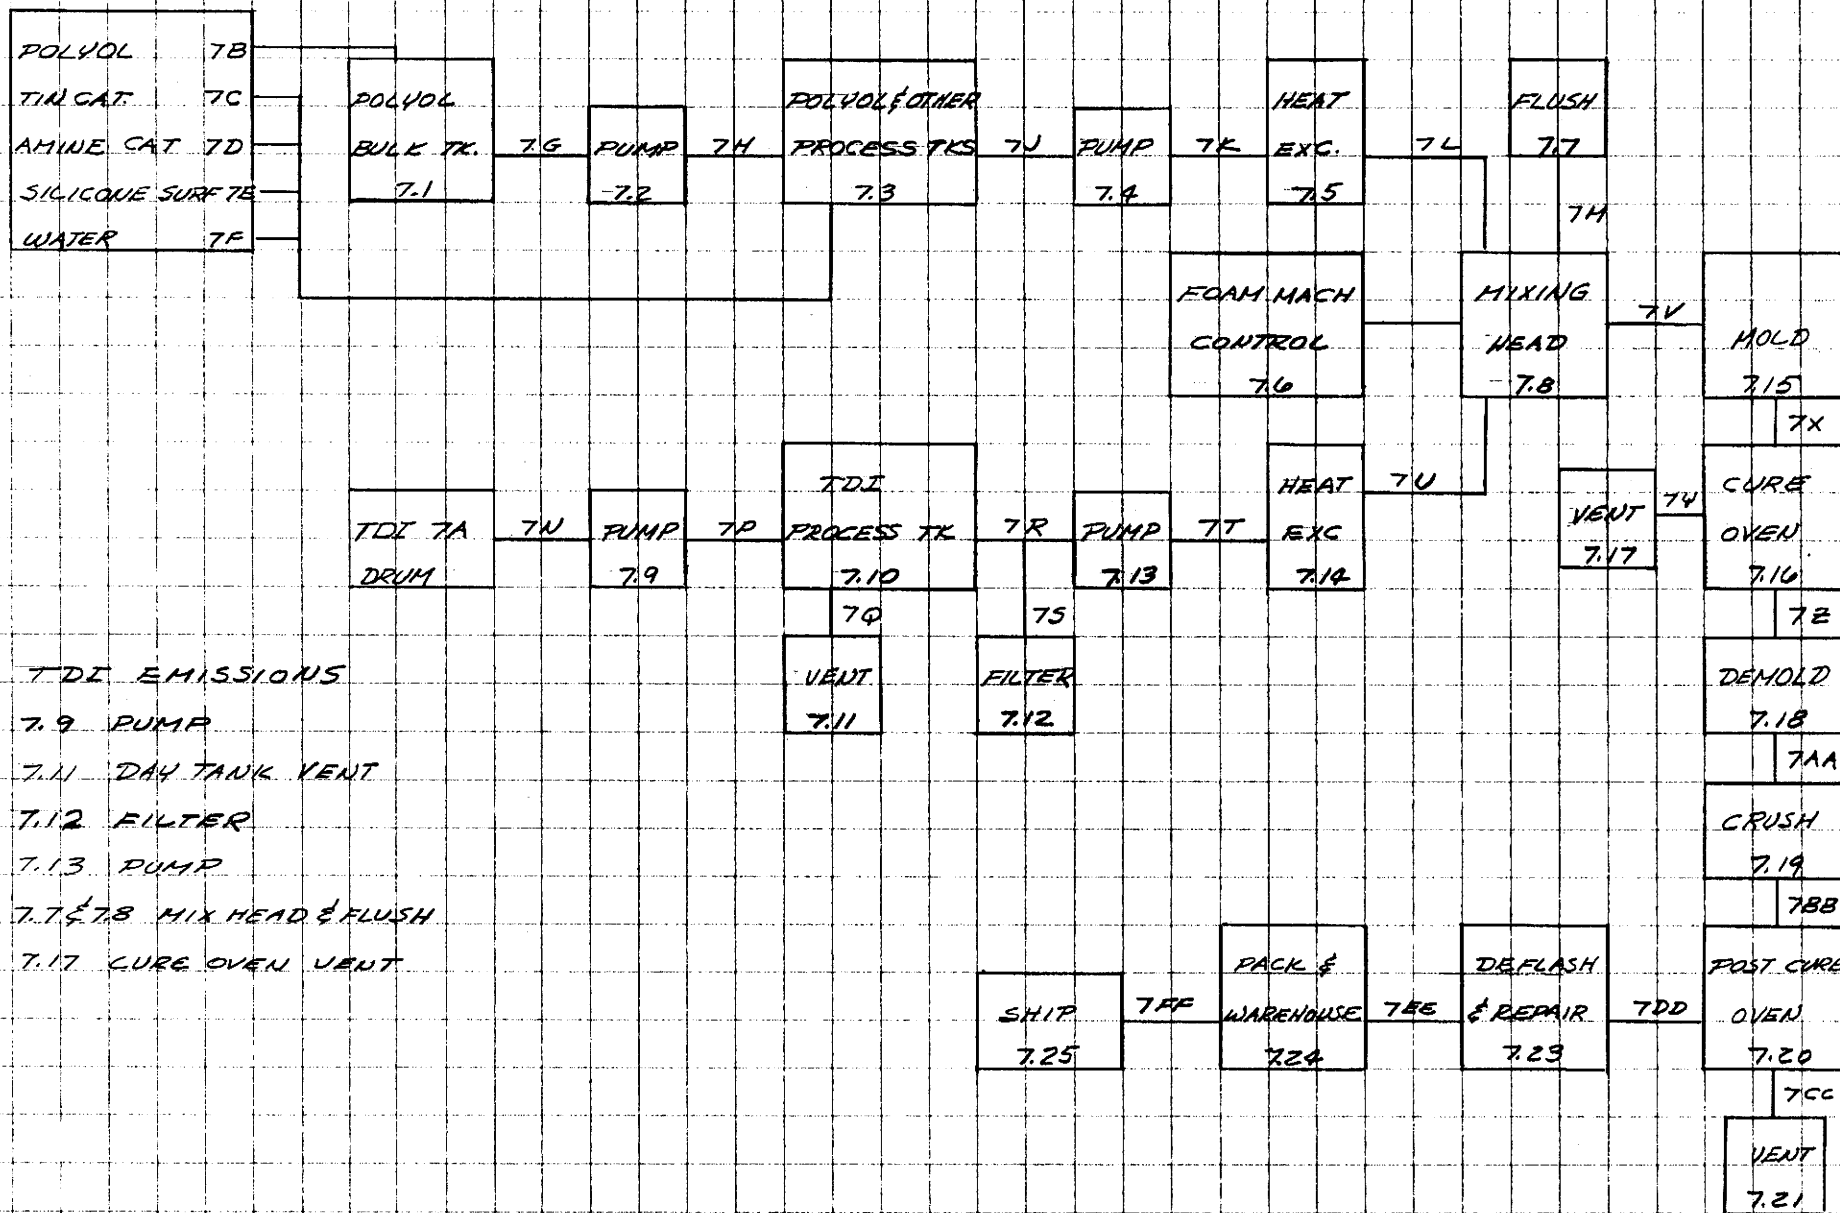 POLYOL 7B
TIN CAT. 7C
AMINE CAT 7D
SILICONE SURF 7E
WATER 7F
POLYOL
BULK TK.
7.1
7G
PUMP
7.2
7H
POLYOL & OTHER
PROCESS TKS
7.3
7J
PUMP
7.4
7K
HEAT
EXC.
7.5
7L
FLUSH
7.7
7M
FOAM MACH
CONTROL
7.6
MIXING
HEAD
7.8
7V
MOLD
7.15
7X
TDI 7A
DRUM
7N
PUMP
7.9
7P
TDI
PROCESS TK
7.10
7Q
VENT
7.11
7R
7S
FILTER
7.12
PUMP
7.13
7T
HEAT
EXC
7.14
7U
VENT
7.17
7Y
CURE
OVEN
7.16
7Z
DEMOLD
7.18
7AA
CRUSH
7.19
7BB
POST CURE
OVEN
7.20
7CC
VENT
7.21
7DD
DEFLASH
& REPAIR
7.23
7EE
PACK &
WAREHOUSE
7.24
7FF
SHIP
7.25
TDI EMISSIONS
7.9 PUMP
7.11 DAY TANK VENT
7.12 FILTER
7.13 PUMP
7.7 & 7.8 MIX HEAD & FLUSH
7.17 CURE OVEN VENT